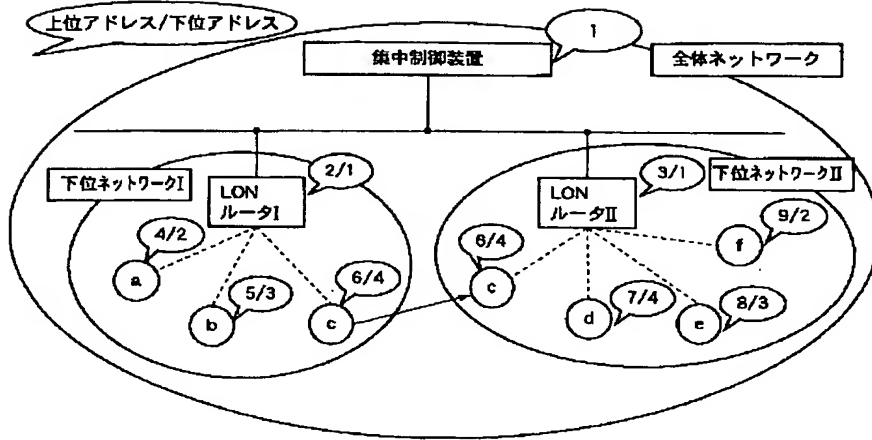 上位アドレス/下位アドレス
1
集中制御装置
全体ネットワーク
下位ネットワークⅠ
LON
ルータⅠ
2/1
LON
ルータⅡ
3/1
下位ネットワークⅡ
4/2
a
5/3
b
6/4
c
6/4
c
7/4
d
8/3
e
9/2
f